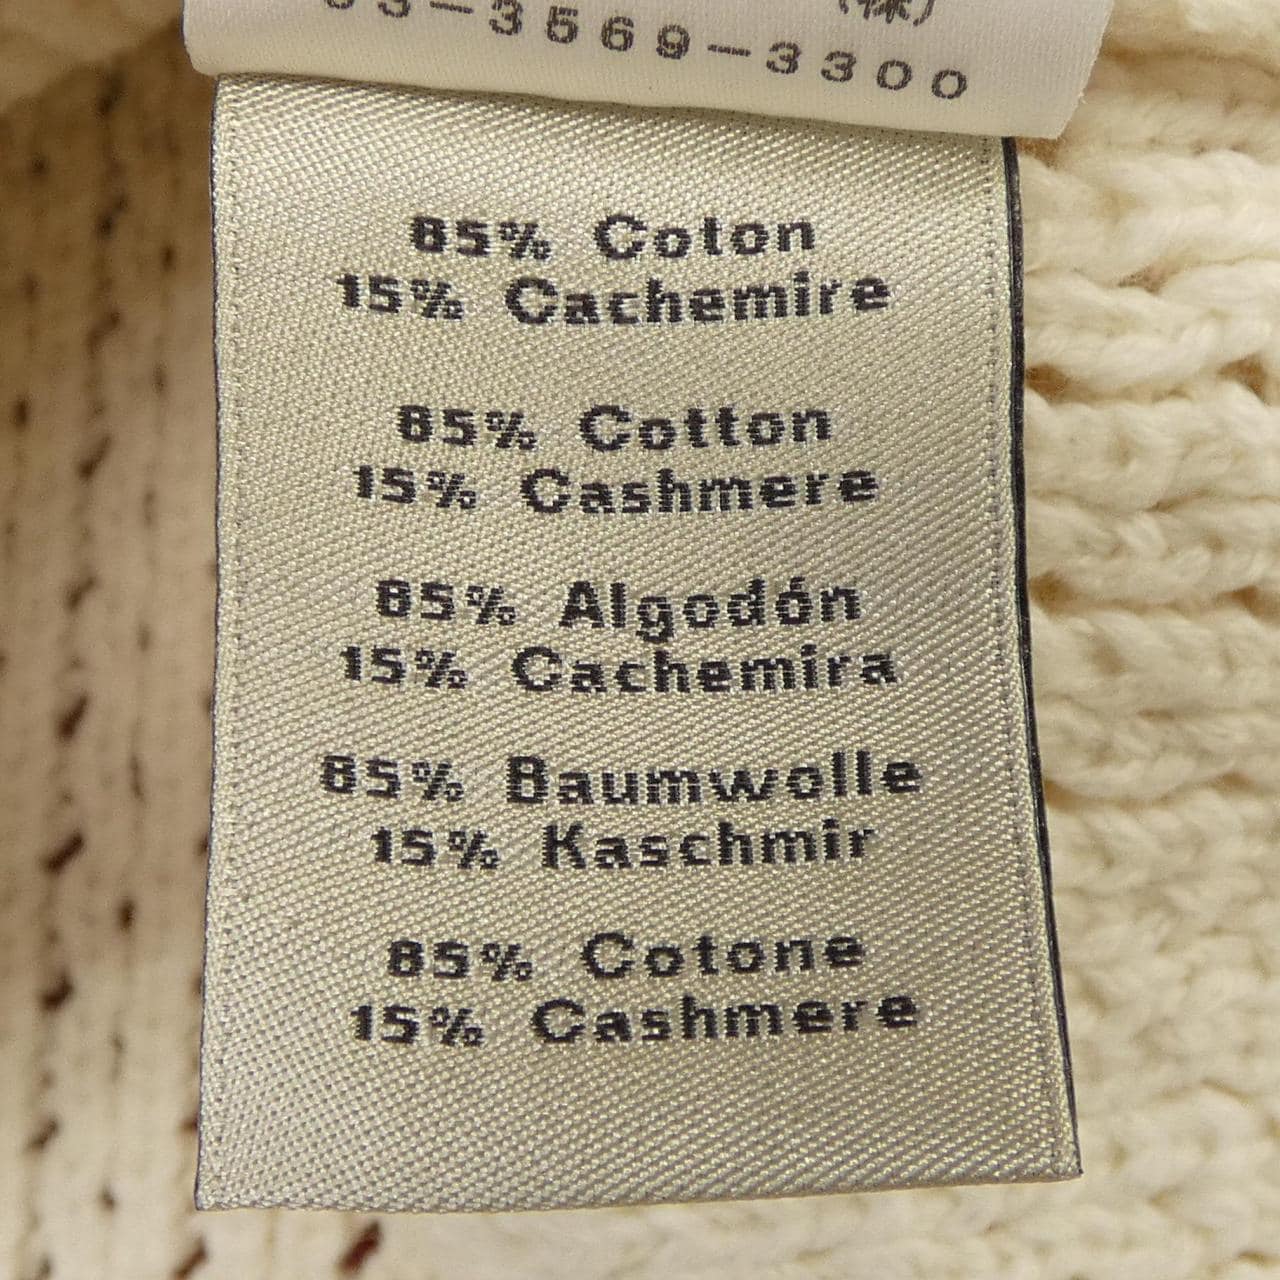 (株)
03-3569-3300
85% Coton
15% Cachemire
85% Cotton
15% Cashmere
85% Algodón
15% Cachemira
85% Baumwolle
15% Kaschmir
85% Cotone
15% Cashmere